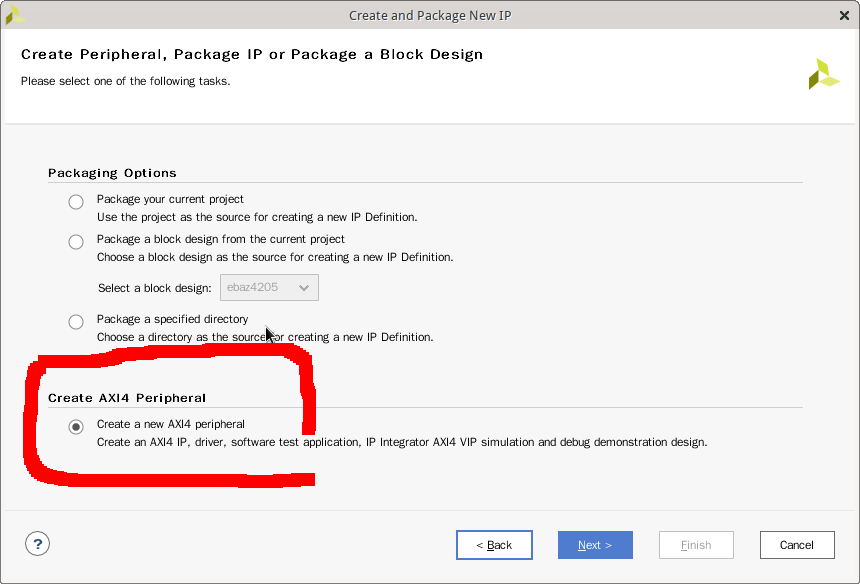 Create and Package New IP
Create Peripheral, Package IP or Package a Block Design
Please select one of the following tasks.
Packaging Options
Package your current project
Use the project as the source for creating a new IP Definition.
Package a block design from the current project
Choose a block design as the source for creating a new IP Definition.
Select a block design: ebaz4205
Package a specified directory
Choose a directory as the source for creating a new IP Definition.
Create AXI4 Peripheral
Create a new AXI4 peripheral
Create an AXI4 IP, driver, software test application, IP Integrator AXI4 VIP simulation and debug demonstration design.
? < Back Next > Finish Cancel